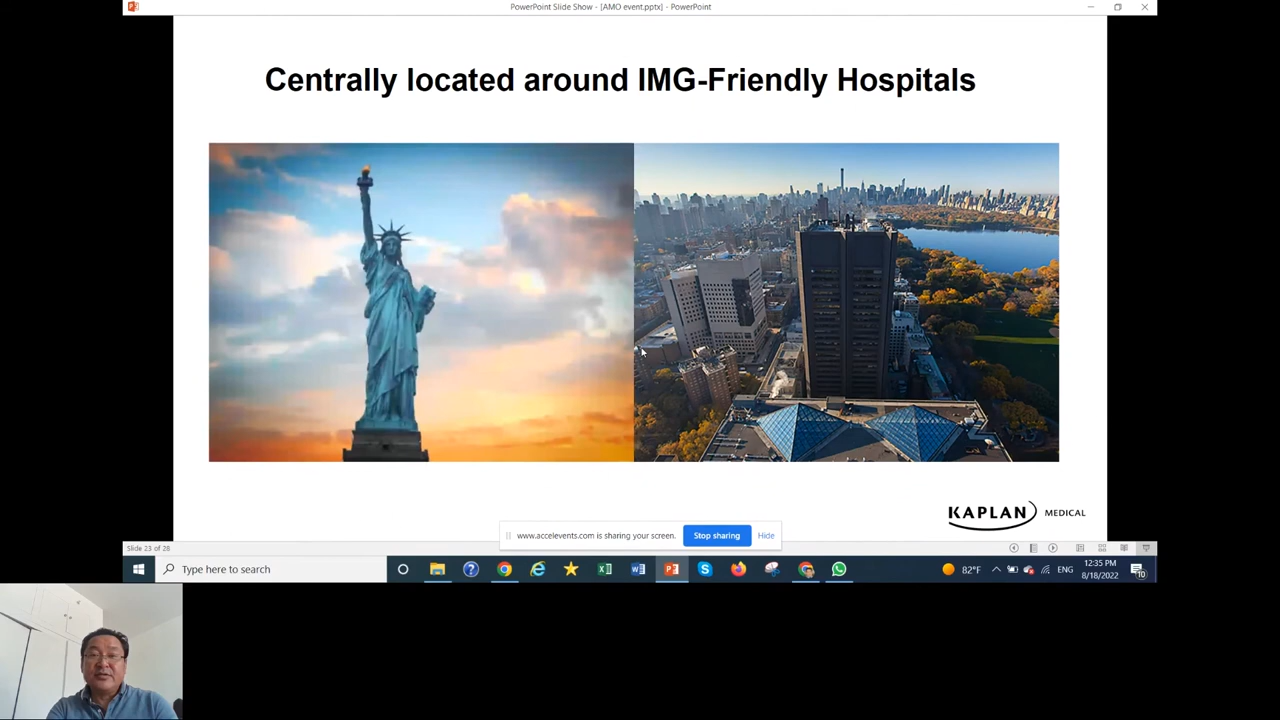 PowerPoint Slide Show - [AMO event.pptx] - PowerPoint
Centrally located around IMG-Friendly Hospitals
KAPLAN MEDICAL
www.accelevents.com is sharing your screen. Stop sharing Hide
Slide 23 of 28
Type here to search
82°F
ENG
12:35 PM
8/18/2022
10